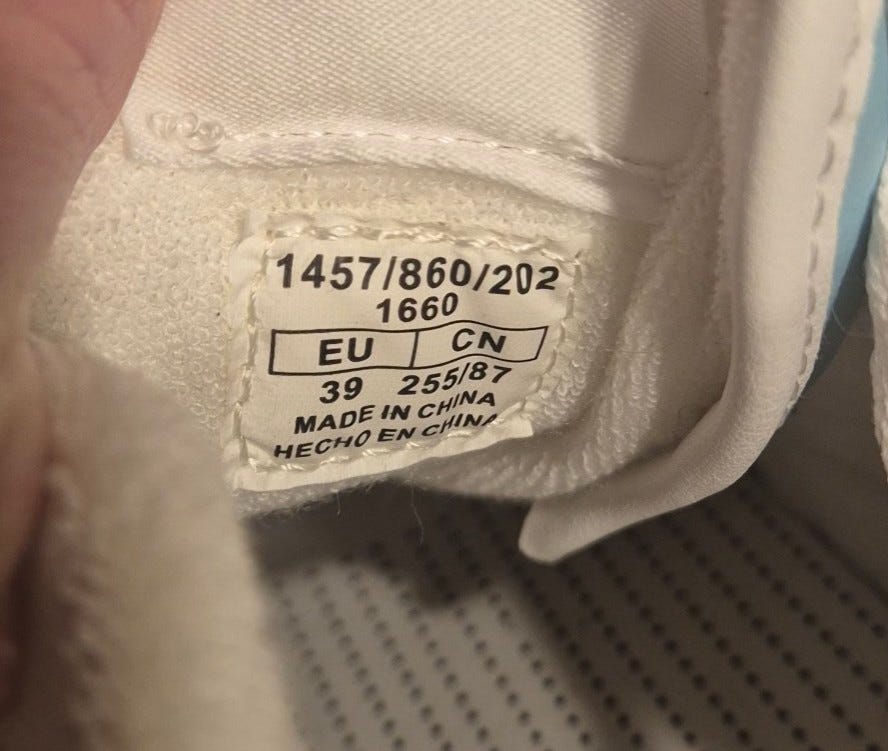 1457/860/202
1660
EU CN
39 255/87
MADE IN CHINA
HECHO EN CHINA